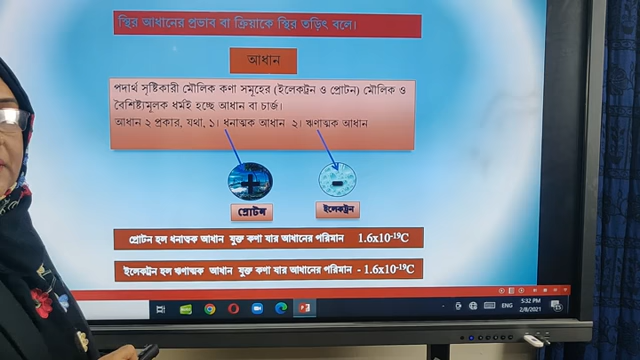 স্থির আধানের প্রভাব বা ক্রিয়াকে স্থির তড়িৎ বলে।
আধান
পদার্থ সৃষ্টিকারী মৌলিক কণা সমূহের (ইলেকট্রন ও প্রোটন) মৌলিক ও
বৈশিষ্ট্যমূলক ধর্মই হচ্ছে আধান বা চার্জ।
আধান ২ প্রকার, যথা, ১। ধনাত্মক আধান ২। ঋণাত্মক আধান
+
-
প্রোটন
ইলেকট্রন
প্রোটন হল ধনাত্মক আধান যুক্ত কণা যার আধানের পরিমান 1.6x10-19C
ইলেকট্রন হল ঋণাত্মক আধান যুক্ত কণা যার আধানের পরিমান - 1.6x10-19C
ENG
5:32 PM
2/8/2021